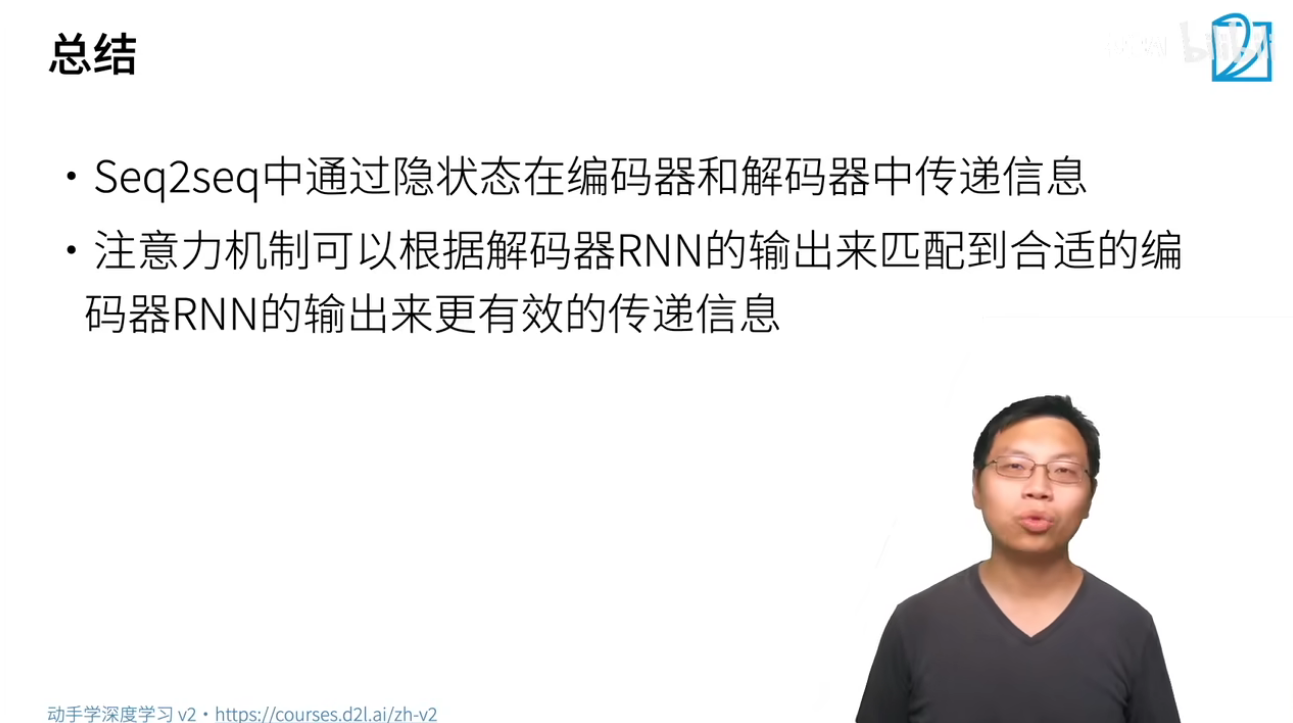 总结
• Seq2seq中通过隐状态在编码器和解码器中传递信息
• 注意力机制可以根据解码器RNN的输出来匹配到合适的编
码器RNN的输出来更有效的传递信息
动手学深度学习 v2 • https://courses.d2l.ai/zh-v2